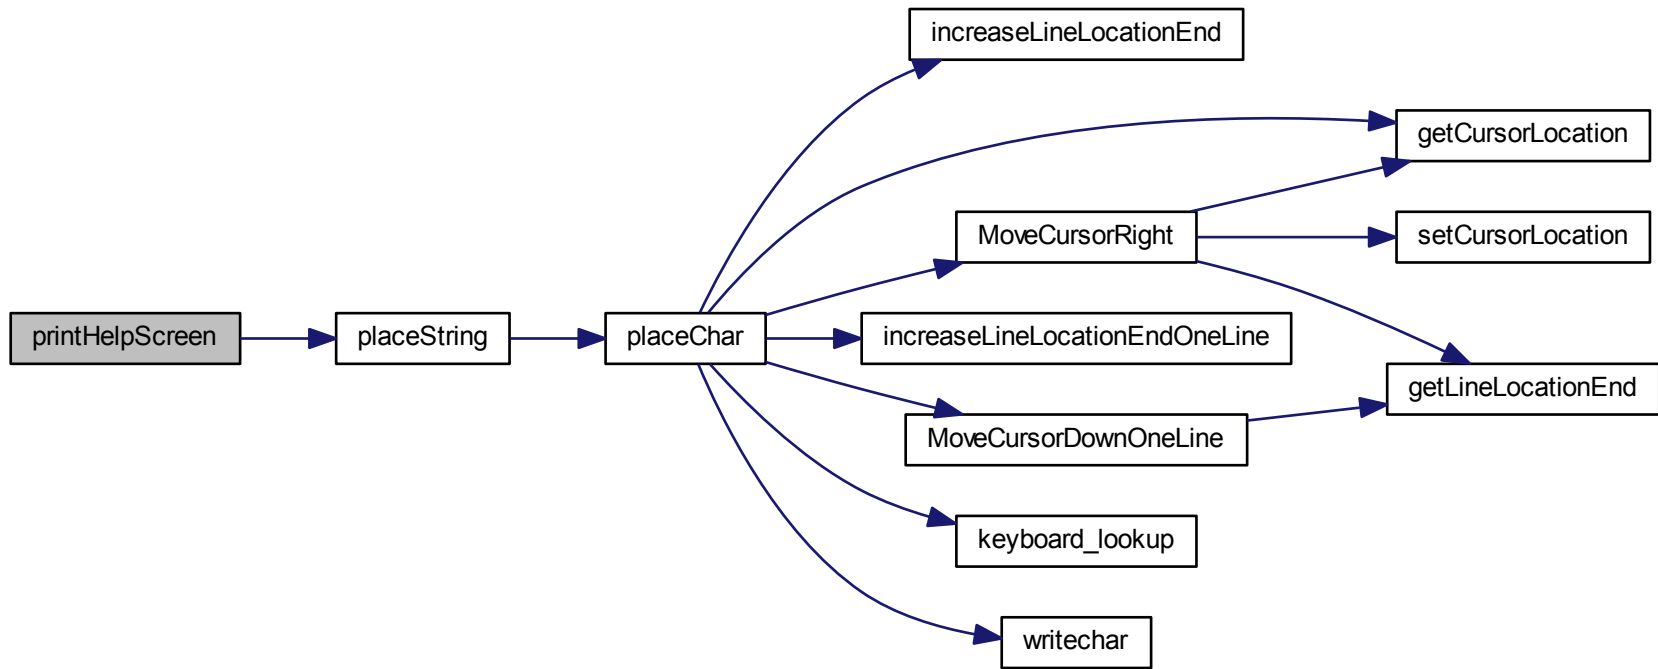 increaseLineLocationEnd
getCursorLocation
MoveCursorRight
setCursorLocation
printHelpScreen
placeString
placeChar
increaseLineLocationEndOneLine
getLineLocationEnd
MoveCursorDownOneLine
keyboard_lookup
writechar